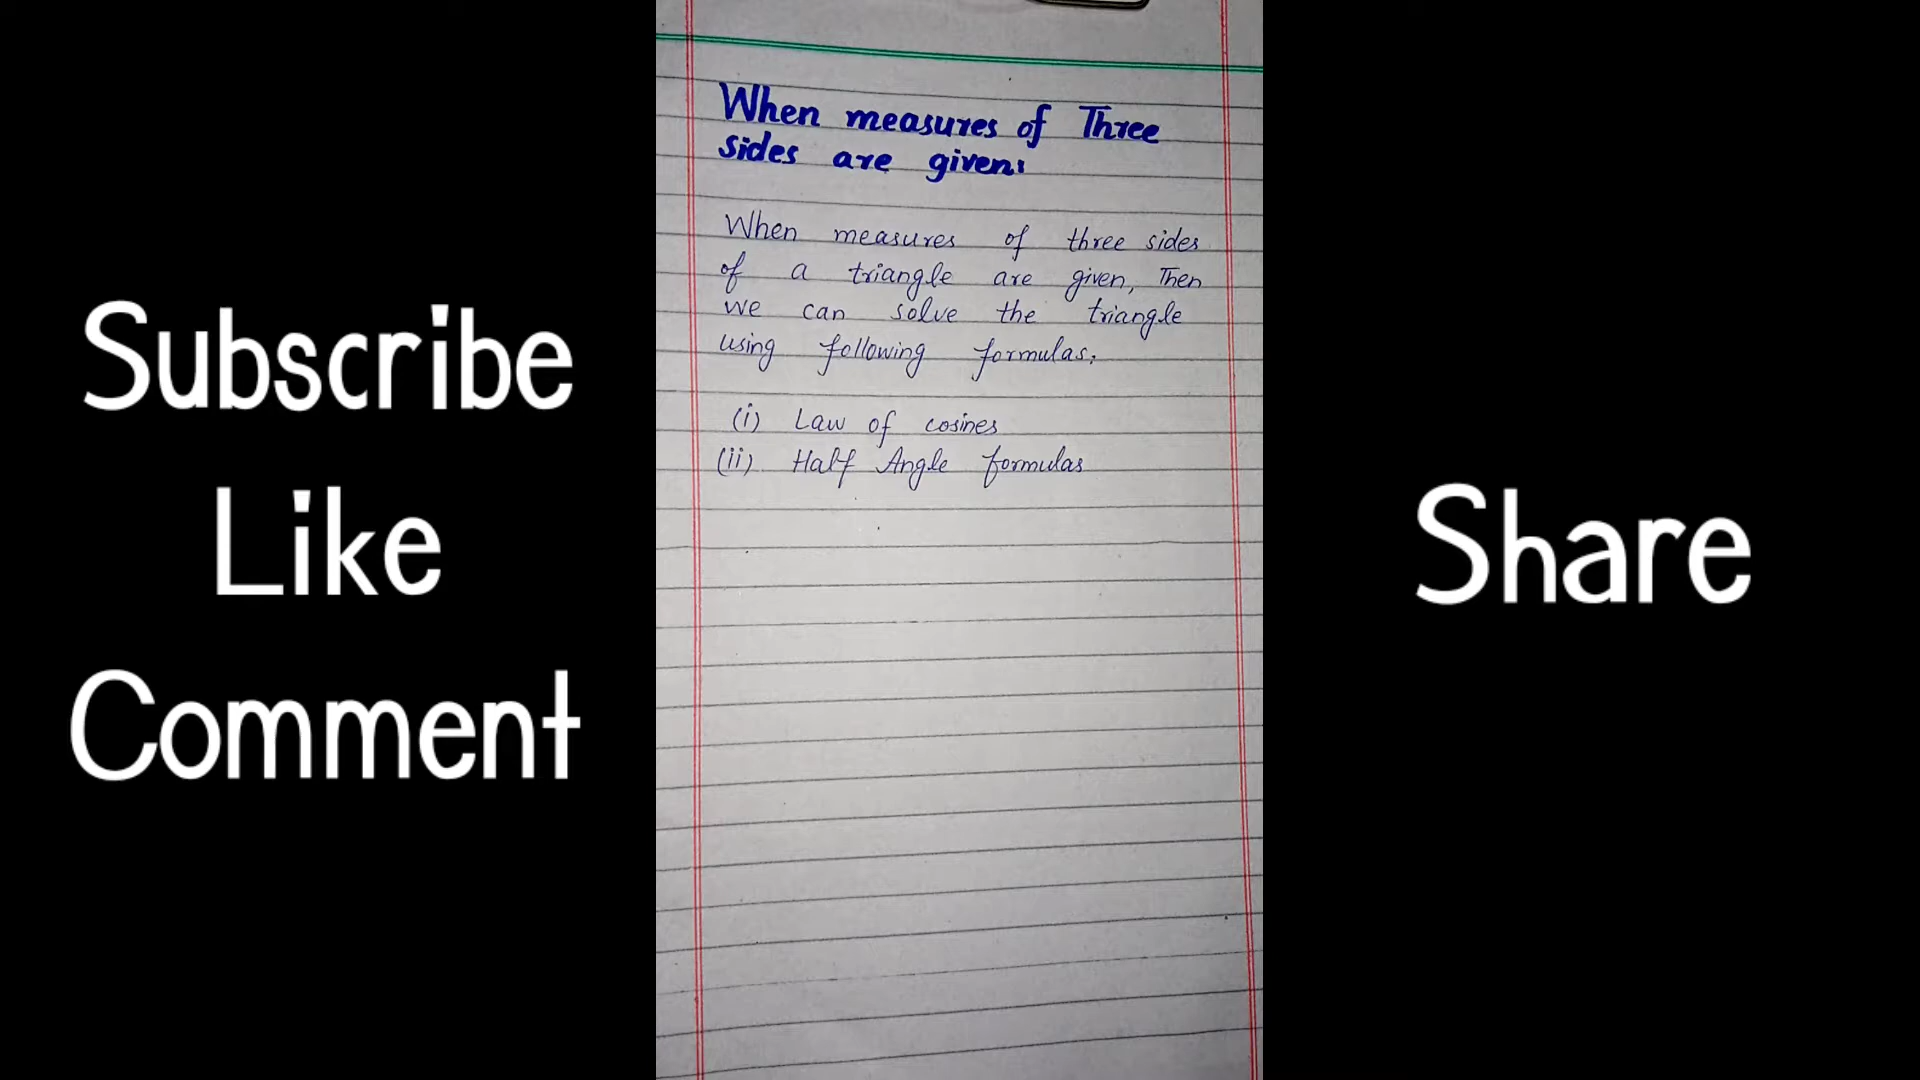 Subscribe
Like
Comment
When measures of Three
sides are given:
When measures of three sides
of a triangle are given, Then
we can solve the triangle
using following formulas:
(i) Law of cosines
(ii) Half Angle formulas
Share